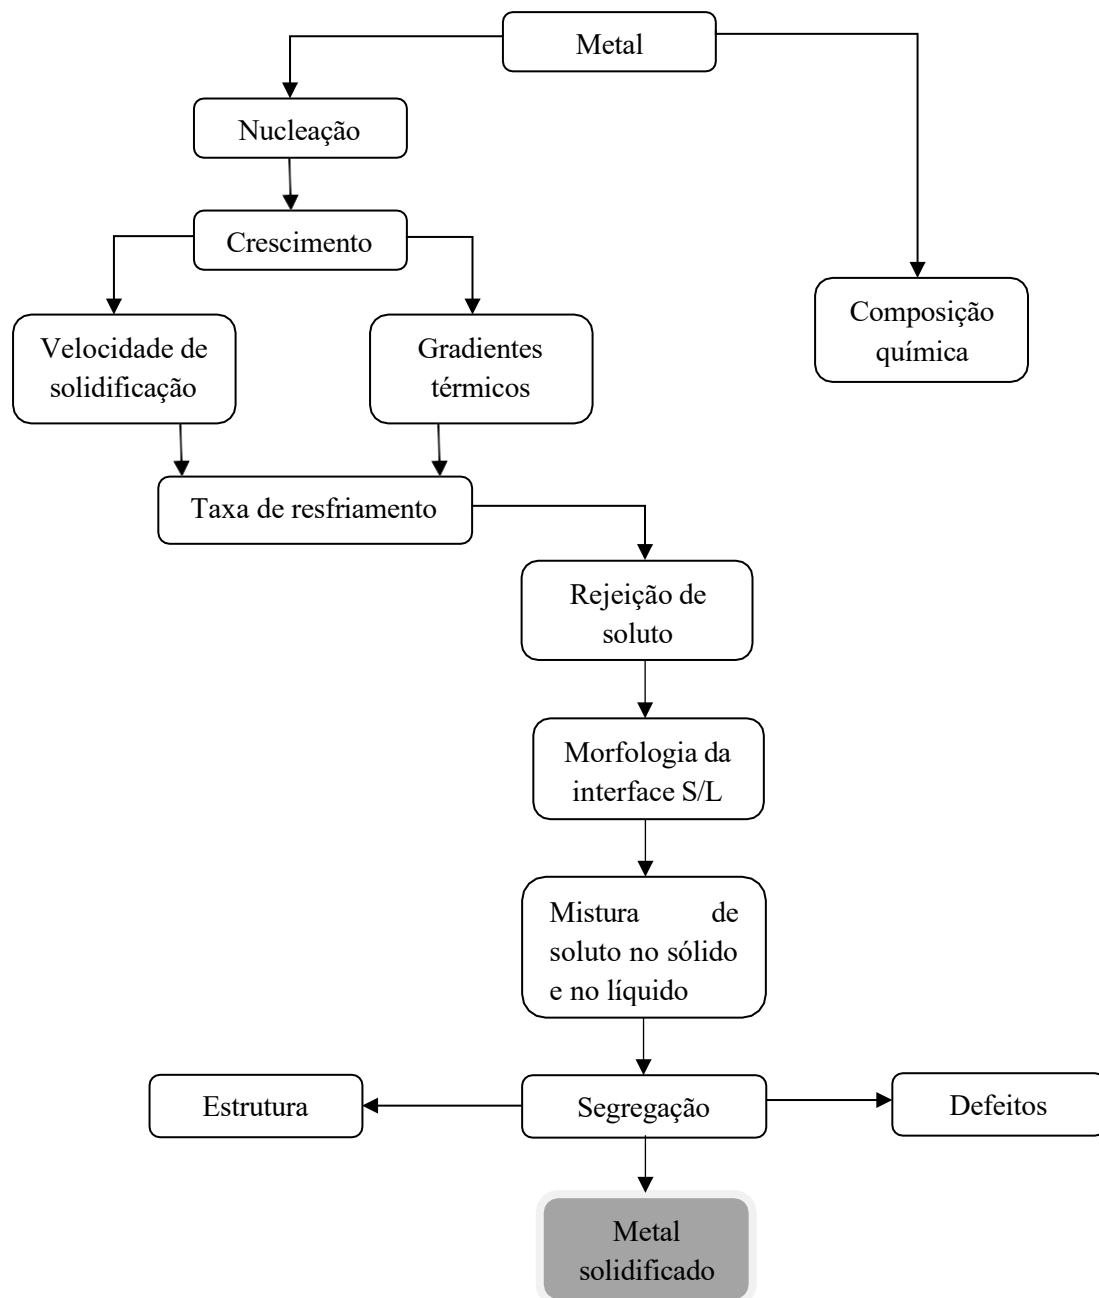 Metal
Nucleação
Crescimento
Composição
química
Velocidade de
solidificação
Gradientes
térmicos
Taxa de resfriamento
Rejeição de
soluto
Morfologia da
interface S/L
Mistura de
soluto no sólido
e no líquido
Estrutura
Segregação
Defeitos
Metal
solidificado